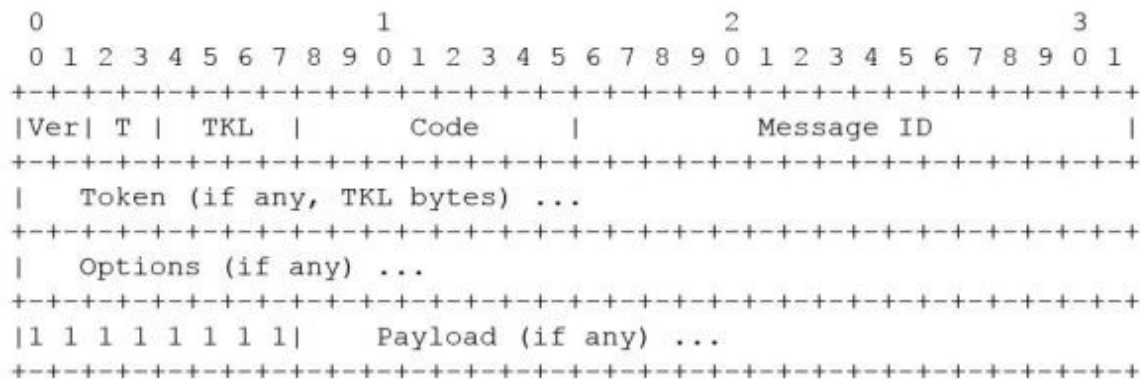 0                   1                   2                   3
0 1 2 3 4 5 6 7 8 9 0 1 2 3 4 5 6 7 8 9 0 1 2 3 4 5 6 7 8 9 0 1
+-+-+-+-+-+-+-+-+-+-+-+-+-+-+-+-+-+-+-+-+-+-+-+-+-+-+-+-+-+-+-+-+
|Ver| T |  TKL  |      Code     |          Message ID           |
+-+-+-+-+-+-+-+-+-+-+-+-+-+-+-+-+-+-+-+-+-+-+-+-+-+-+-+-+-+-+-+-+
|   Token (if any, TKL bytes) ...
+-+-+-+-+-+-+-+-+-+-+-+-+-+-+-+-+-+-+-+-+-+-+-+-+-+-+-+-+-+-+-+-+
|   Options (if any) ...
+-+-+-+-+-+-+-+-+-+-+-+-+-+-+-+-+-+-+-+-+-+-+-+-+-+-+-+-+-+-+-+-+
|1 1 1 1 1 1 1 1|    Payload (if any) ...
+-+-+-+-+-+-+-+-+-+-+-+-+-+-+-+-+-+-+-+-+-+-+-+-+-+-+-+-+-+-+-+-+